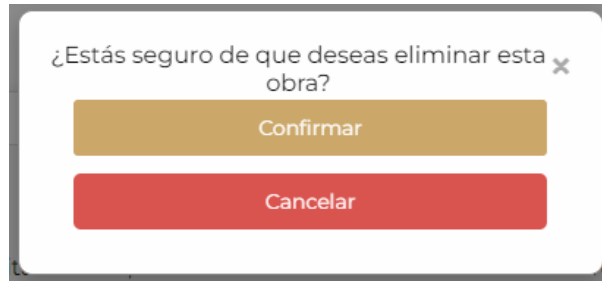 ¿Estás seguro de que deseas eliminar esta
obra?
Confirmar
Cancelar